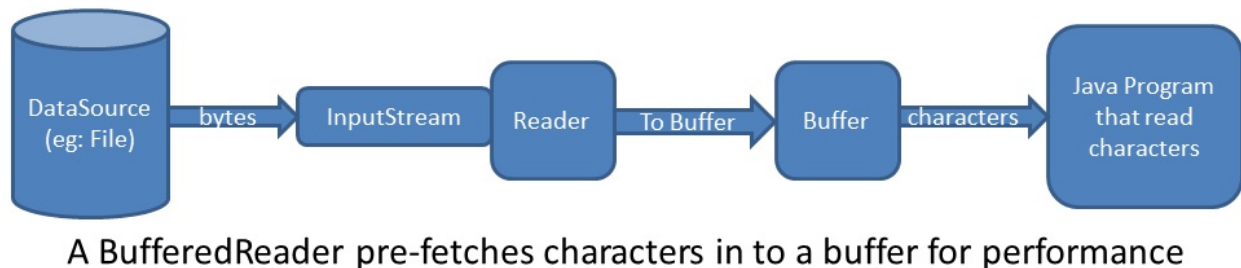 DataSource
(eg: File)
bytes
InputStream
Reader
To Buffer
Buffer
characters
Java Program
that read
characters
A BufferedReader pre-fetches characters in to a buffer for performance